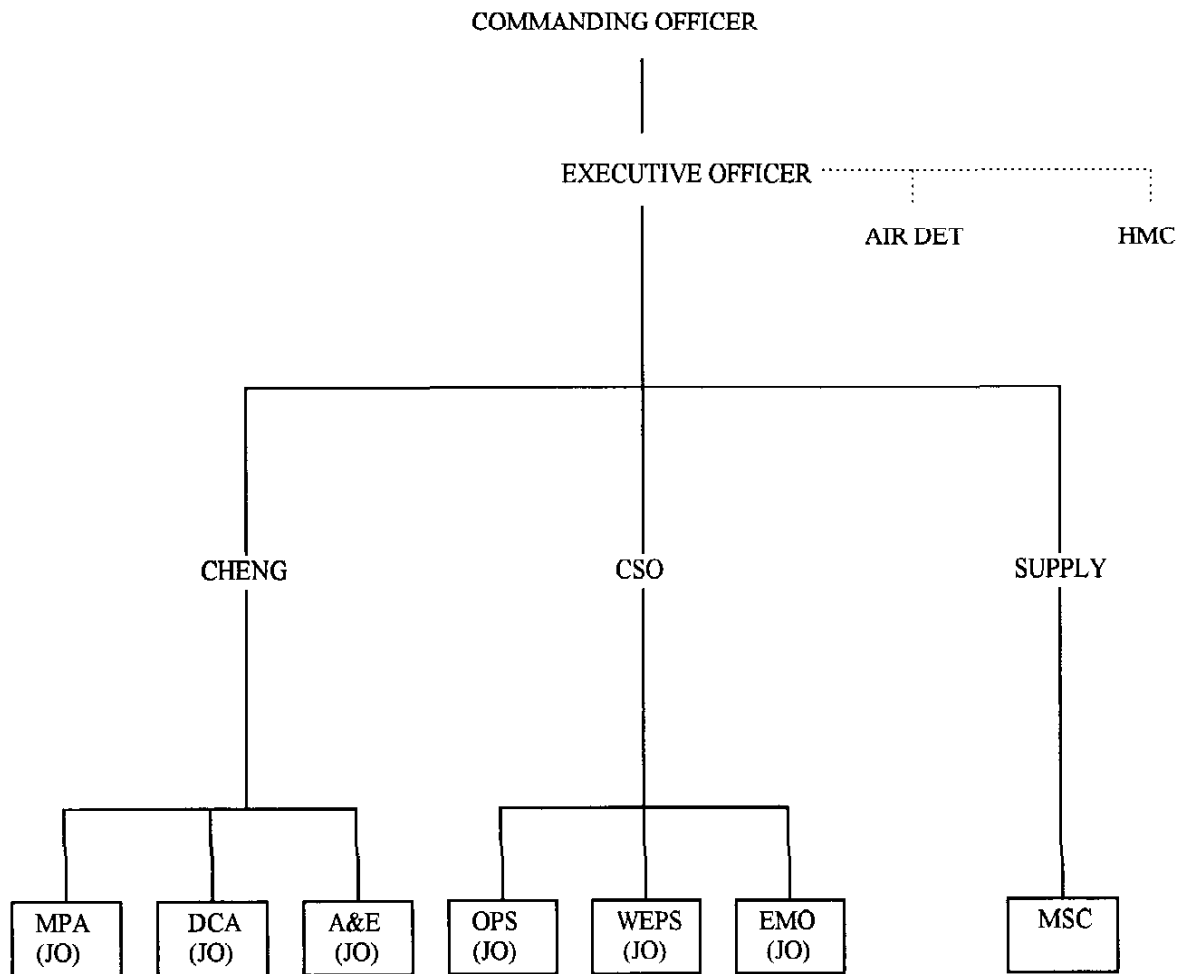 COMMANDING OFFICER
EXECUTIVE OFFICER
AIR DET
HMC
CHENG
CSO
SUPPLY
MPA
(JO)
DCA
(JO)
A&E
(JO)
OPS
(JO)
WEPS
(JO)
EMO
(JO)
MSC